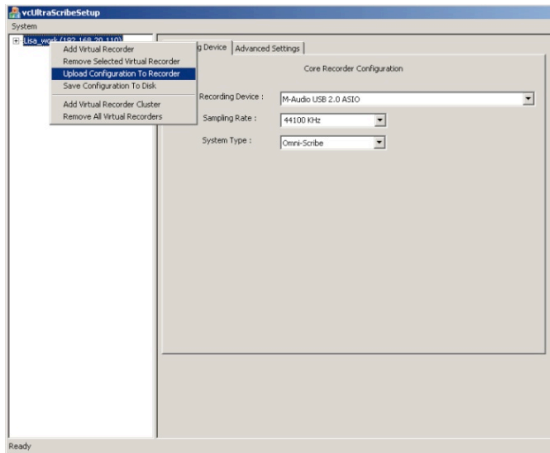 vcUltraScribeSetup
System
Lisa_work (192.168.20.110)
Add Virtual Recorder
Remove Selected Virtual Recorder
Upload Configuration To Recorder
Save Configuration To Disk
Add Virtual Recorder Cluster
Remove All Virtual Recorders
g Device
Advanced Settings
Core Recorder Configuration
Recording Device :
M-Audio USB 2.0 ASIO
Sampling Rate :
44100 KHz
System Type :
Omni-Scribe
Ready